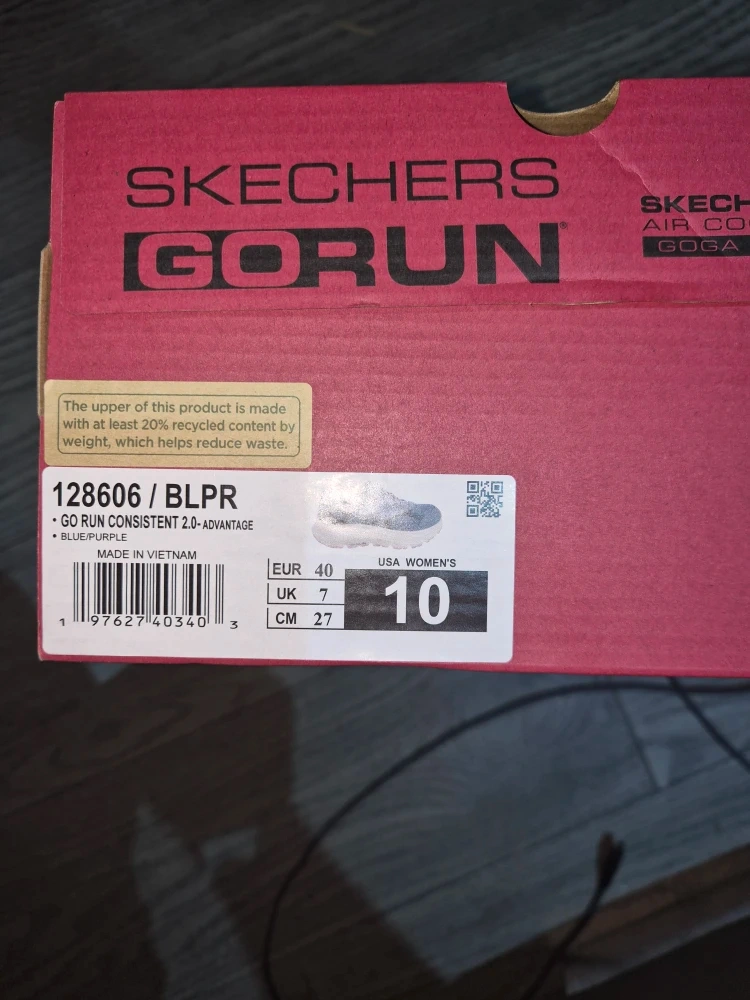 SKECHERS
GORUN®
SKECH
AIR CO
GOGA
The upper of this product is made
with at least 20% recycled content by
weight, which helps reduce waste.
128606 / BLPR
• GO RUN CONSISTENT 2.0- ADVANTAGE
• BLUE/PURPLE
MADE IN VIETNAM
1 97627 40340 3
EUR 40
UK 7
CM 27
USA WOMEN'S
10